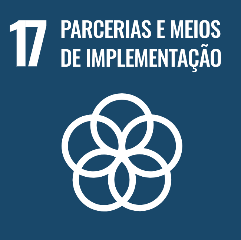 17 PARCERIAS E MEIOS
DE IMPLEMENTAÇÃO